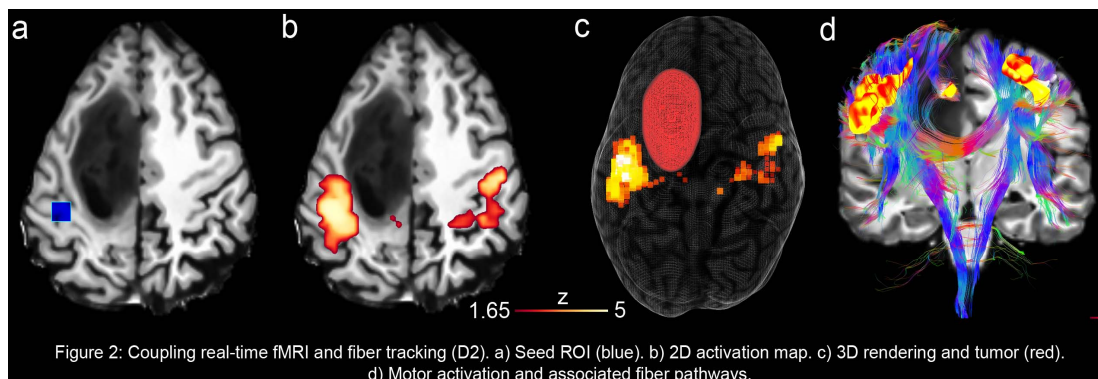 a b c d
1.65 z 5
Figure 2: Coupling real-time fMRI and fiber tracking (D2). a) Seed ROI (blue). b) 2D activation map. c) 3D rendering and tumor (red).
d) Motor activation and associated fiber pathways.